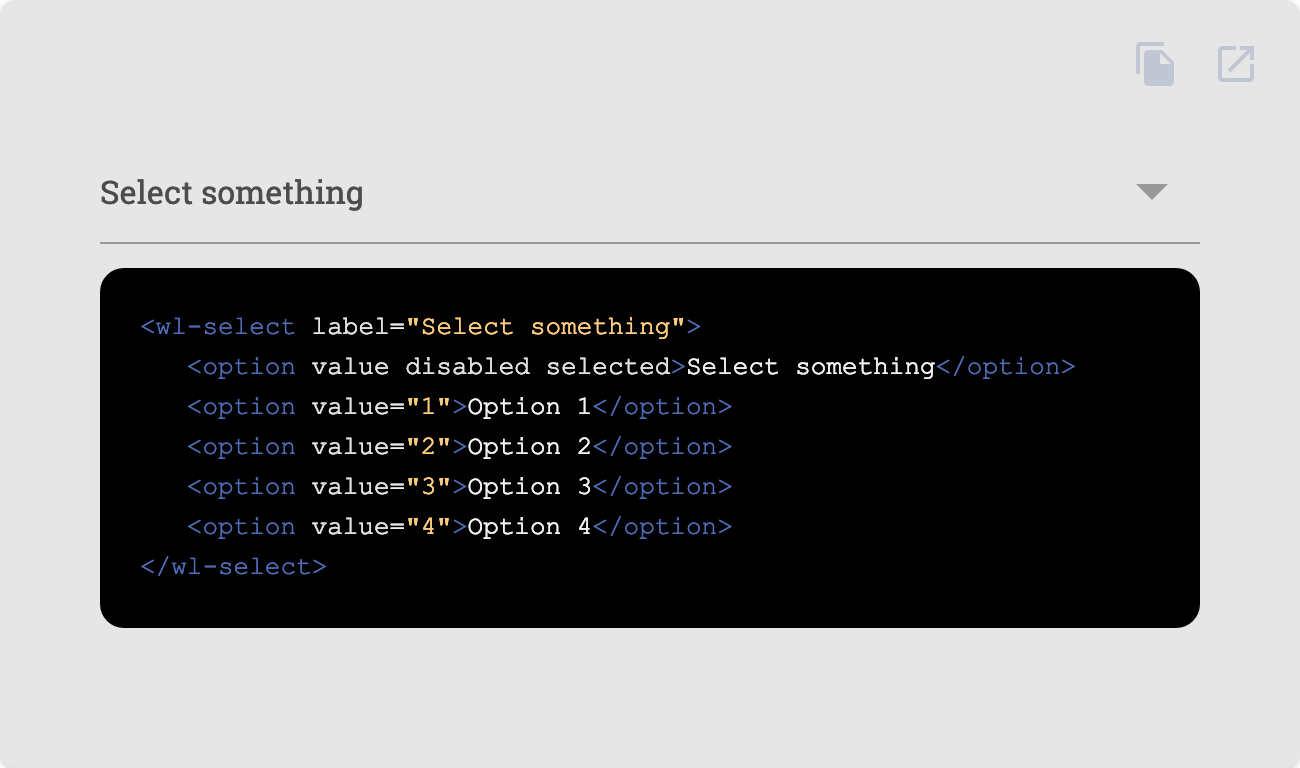 Select something
<wl-select label="Select something">
   <option value disabled selected>Select something</option>
   <option value="1">Option 1</option>
   <option value="2">Option 2</option>
   <option value="3">Option 3</option>
   <option value="4">Option 4</option>
</wl-select>